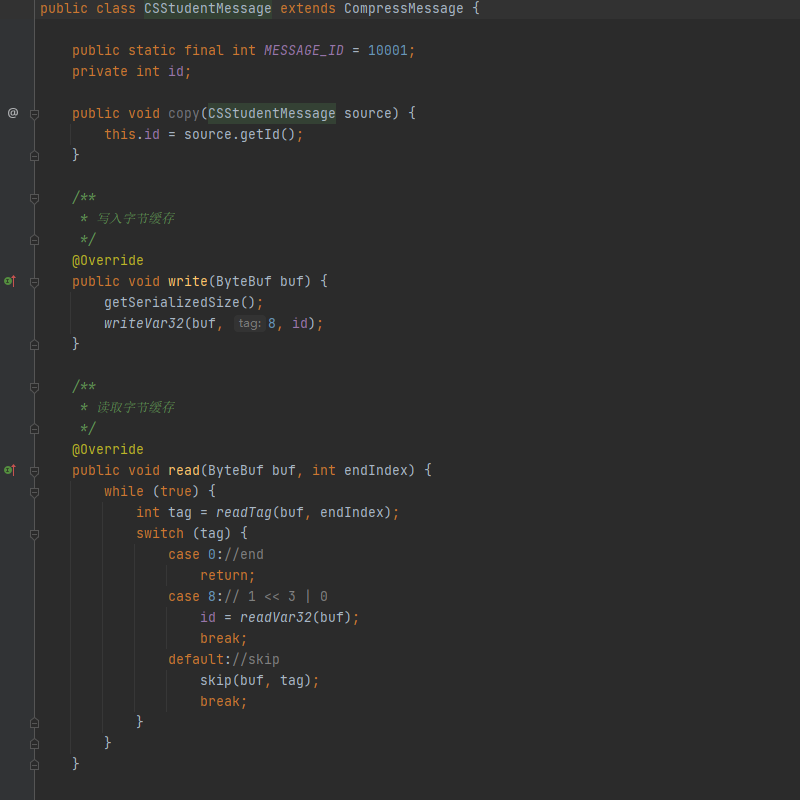 public class CSStudentMessage extends CompressMessage {
public static final int MESSAGE_ID = 10001;
private int id;
@ public void copy(CSStudentMessage source) {
this.id = source.getId();
}
/**
* 写入字节缓存
*/
@Override
public void write(ByteBuf buf) {
getSerializedSize();
writeVar32(buf, tag: 8, id);
}
/**
* 读取字节缓存
*/
@Override
public void read(ByteBuf buf, int endIndex) {
while (true) {
int tag = readTag(buf, endIndex);
switch (tag) {
case 0://end
return;
case 8:// 1 << 3 | 0
id = readVar32(buf);
break;
default://skip
skip(buf, tag);
break;
}
}
}